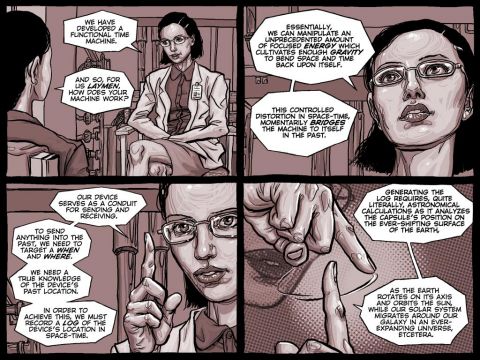 WE HAVE
DEVELOPED A
FUNCTIONAL TIME
MACHINE.
AND SO, FOR
US LAYMEN,
HOW DOES YOUR
MACHINE WORK?
ESSENTIALLY,
WE CAN MANIPULATE AN
UNPRECEDENTED AMOUNT
OF FOCUSED ENERGY WHICH
CULTIVATES ENOUGH GRAVITY
TO BEND SPACE AND TIME
BACK UPON ITSELF.
THIS CONTROLLED
DISTORTION IN SPACE-TIME,
MOMENTARILY BRIDGES
THE MACHINE TO ITSELF
IN THE PAST.
OUR DEVICE
SERVES AS A CONDUIT
FOR SENDING AND
RECEIVING.
TO SEND
ANYTHING INTO THE
PAST, WE NEED TO
TARGET A WHEN
AND WHERE.
WE NEED A
TRUE KNOWLEDGE
OF THE DEVICE'S
PAST LOCATION.
IN ORDER TO
ACHIEVE THIS, WE MUST
RECORD A LOG OF THE
DEVICE'S LOCATION IN
SPACE-TIME.
GENERATING THE
LOG REQUIRES, QUITE
LITERALLY, ASTRONOMICAL
CALCULATIONS AS IT ANALYZES
THE CAPSULE'S POSITION ON
THE EVER-SHIFTING SURFACE
OF THE EARTH,
AS THE EARTH
ROTATES ON ITS AXIS
AND ORBITS THE SUN,
WHILE OUR SOLAR SYSTEM
MIGRATES AROUND OUR
GALAXY IN AN EVER-
EXPANDING UNIVERSE,
ETCETERA.